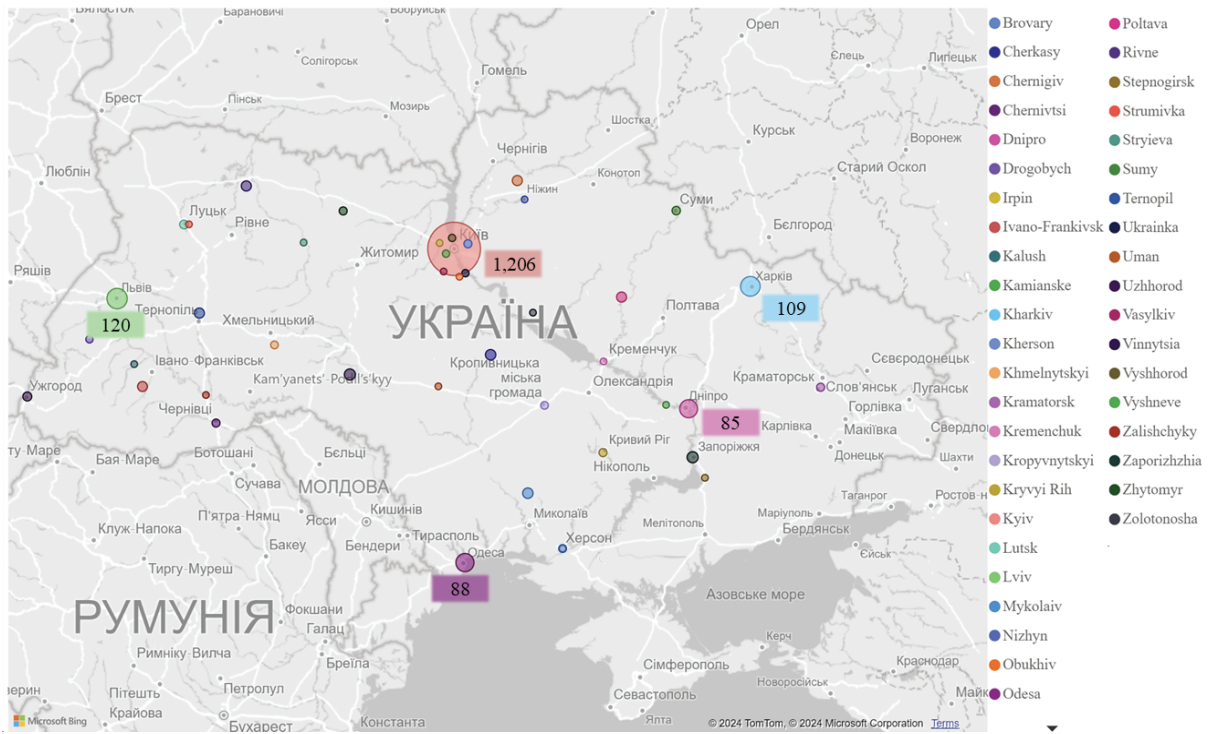 Бялосток
Барановичі
Бобруйськ
Орел
Єлець
Липецьк
Солігорськ
Гомель
Брест
Пінськ
Мозирь
Шостка
Курськ
Воронеж
Чернігів
Старий Оскол
Люблін
Ніжин
Конотоп
Суми
Луцьк
Рівне
Київ
Бєлгород
Житомир
1,206
Ряшів
Львів
Харків
120
Тернопіль
Хмельницький
УКРАЇНА
Полтава
109
Івано-Франківськ
Кропивницька
міська
громада
Кременчук
Сєвєродонецьк
Ужгород
Kam'yanets' Podil's'kyy
Олександрія
Краматорськ
Слов'янськ
Луганськ
Чернівці
Дніпро
Горлівка
85
Карлівка
Макіївка
Свердло
ту-Маре
Бая-Маре
Ботошані
Бєльці
Кривий Ріг
Запоріжжя
Донецьк
Шахти
Нікополь
Сучава
МОЛДОВА
Таганрог
Ростов-н
П'ятра-Нямц
Клуж-Напока
Ясси
Кишинів
Миколаїв
Маріуполь
Мелітополь
Бердянськ
Тирасполь
Бакеу
Бендери
Херсон
Одеса
Єйськ
Тиргу-Муреш
88
Азовське море
РУМУНІЯ
Фокшани
Галац
Керч
Римніку-Вилча
Бреїла
Сімферополь
Краснодар
Новоросійськ
Пітешть
Петролул
Севастополь
Майк
Крайова
Ялта
Бухарест
Константа
Microsoft Bing
© 2024 TomTom, © 2024 Microsoft Corporation Terms
Brovary
Cherkasy
Chernigiv
Chernivtsi
Dnipro
Drogobych
Irpin
Ivano-Frankivsk
Kalush
Kamianske
Kharkiv
Kherson
Khmelnytskyi
Kramatorsk
Kremenchuk
Kropyvnytskyi
Kryvyi Rih
Kyiv
Lutsk
Lviv
Mykolaiv
Nizhyn
Obukhiv
Odesa
Poltava
Rivne
Stepnogirsk
Strumivka
Stryieva
Sumy
Ternopil
Ukrainka
Uman
Uzhhorod
Vasylkiv
Vinnytsia
Vyshhorod
Vyshneve
Zalishchyky
Zaporizhzhia
Zhytomyr
Zolotonosha